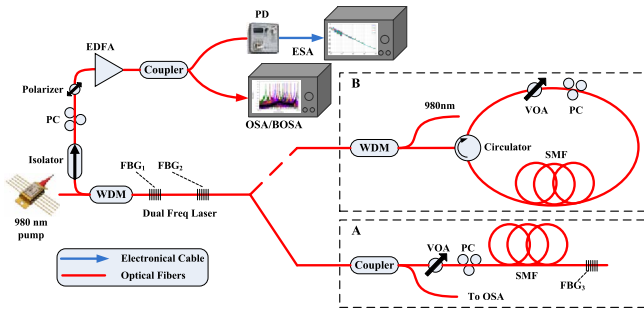 PD
EDFA
ESA
Coupler
Polarizer
PC
OSA/BOSA
Isolator
FBG1
FBG2
WDM
Dual Freq Laser
980 nm
pump
Electronical Cable
Optical Fibers
B
980nm
VOA
PC
WDM
Circulator
SMF
A
VOA
PC
Coupler
SMF
FBG3
To OSA